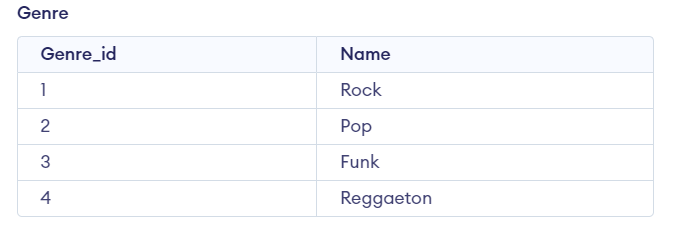 Genre
Genre_id Name
1 Rock
2 Pop
3 Funk
4 Reggaeton